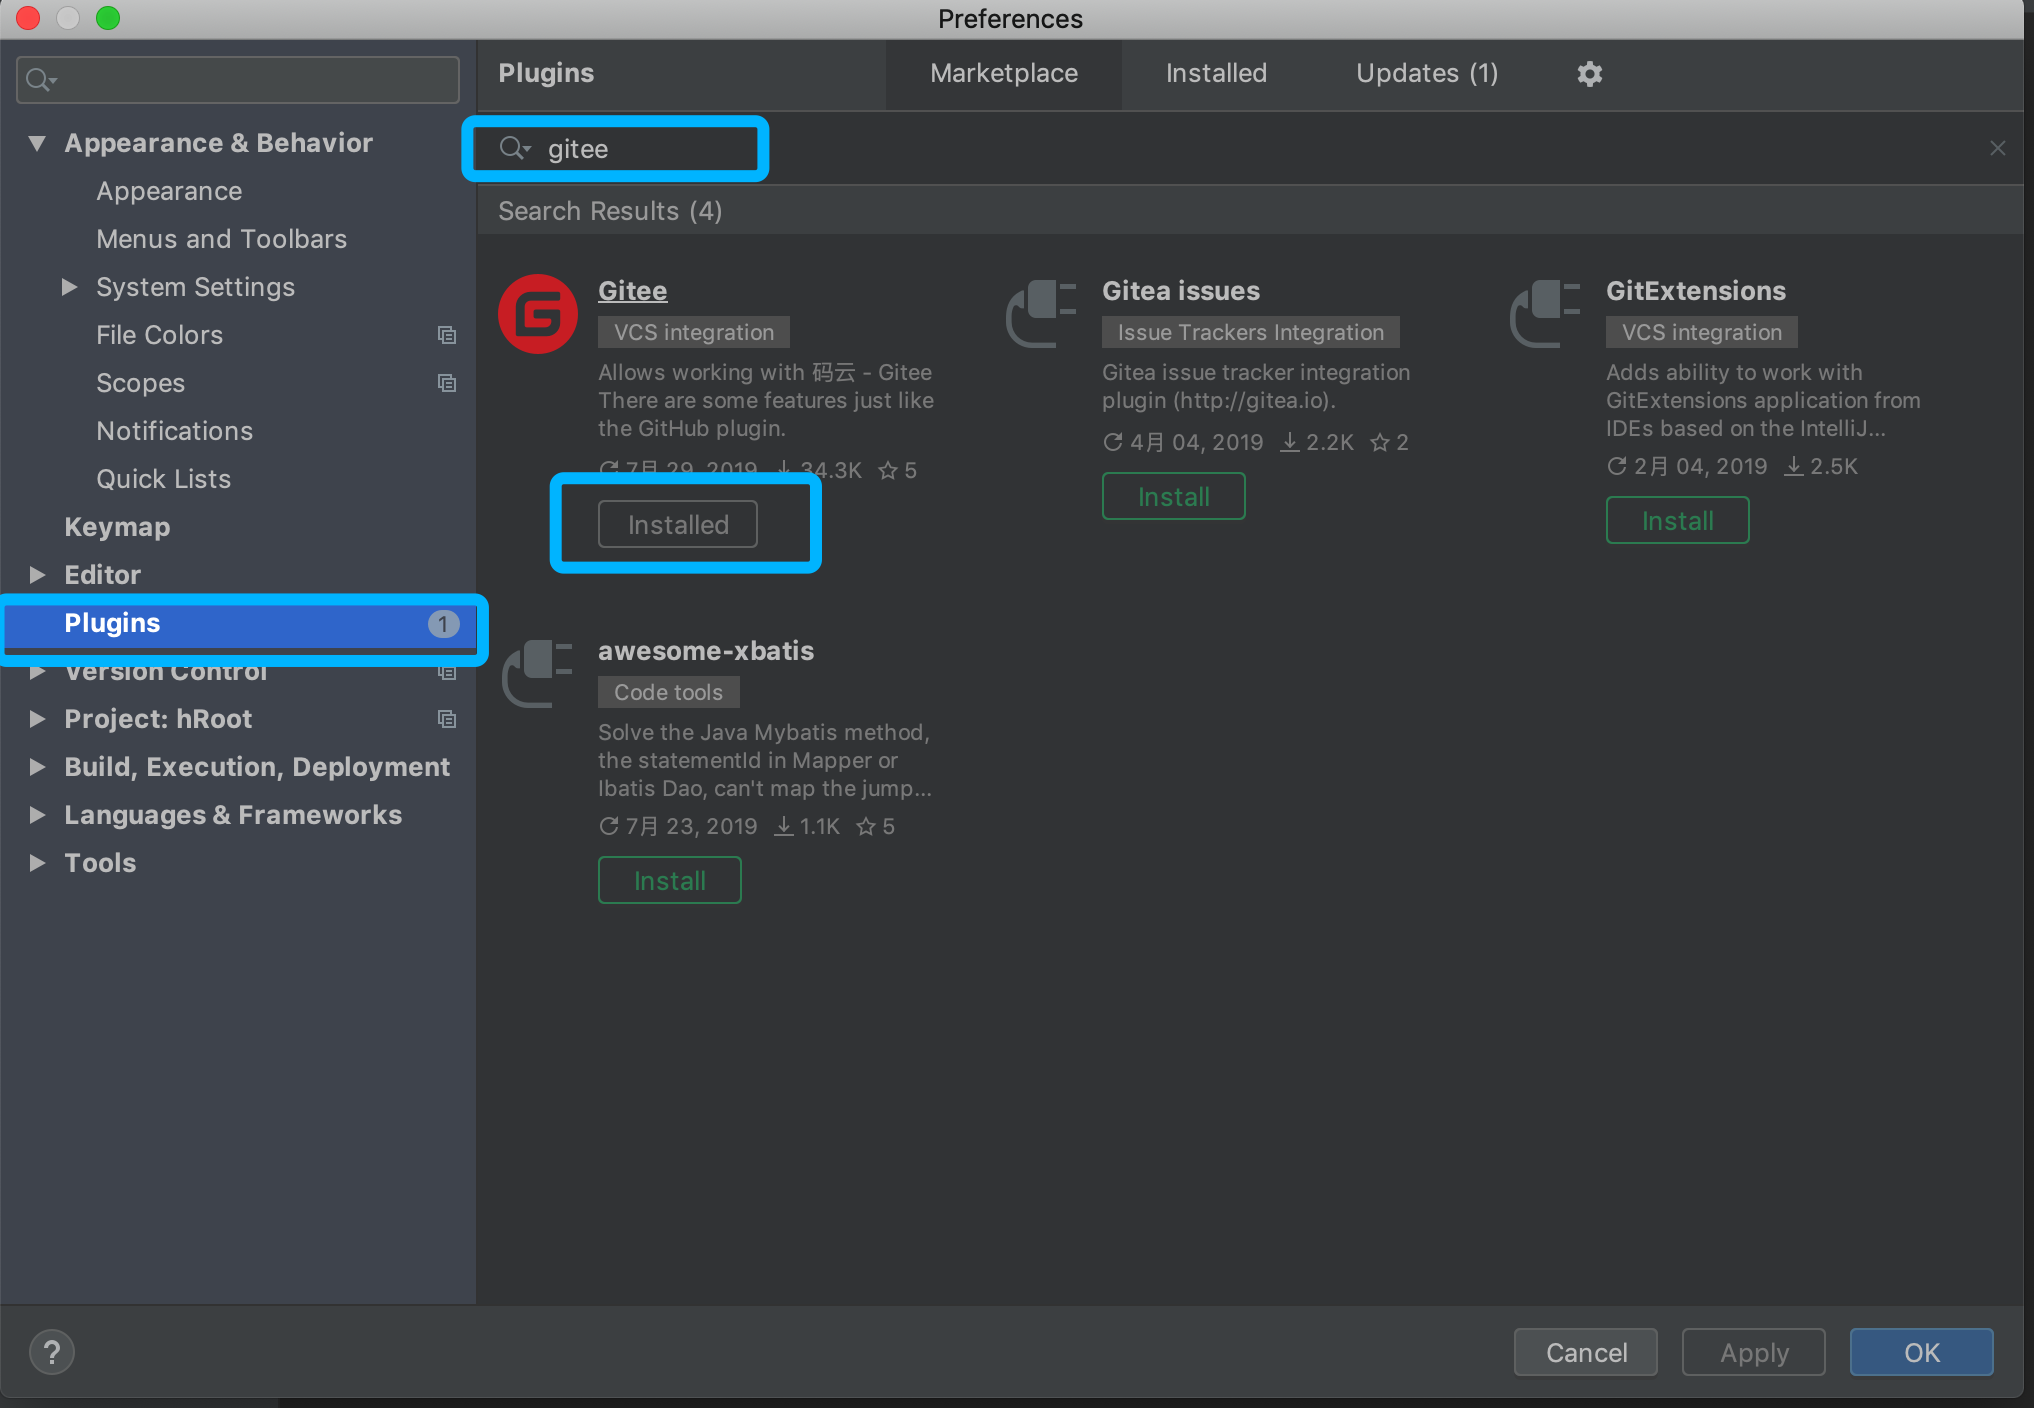 Preferences
Plugins
Marketplace
Installed
Updates (1)
Appearance & Behavior
Appearance
Menus and Toolbars
System Settings
File Colors
Scopes
Notifications
Quick Lists
Keymap
Editor
Plugins 1
Version Control
Project: hRoot
Build, Execution, Deployment
Languages & Frameworks
Tools
gitee
Search Results (4)
Gitee
VCS integration
Allows working with 码云 - Gitee
There are some features just like
the GitHub plugin.
7月 29, 2019 34.3K 5
Installed
Gitea issues
Issue Trackers Integration
Gitea issue tracker integration
plugin (http://gitea.io).
4月 04, 2019 2.2K 2
Install
GitExtensions
VCS integration
Adds ability to work with
GitExtensions application from
IDEs based on the IntelliJ...
2月 04, 2019 2.5K
Install
awesome-xbatis
Code tools
Solve the Java Mybatis method,
the statementId in Mapper or
Ibatis Dao, can't map the jump...
7月 23, 2019 1.1K 5
Install
?
Cancel
Apply
OK